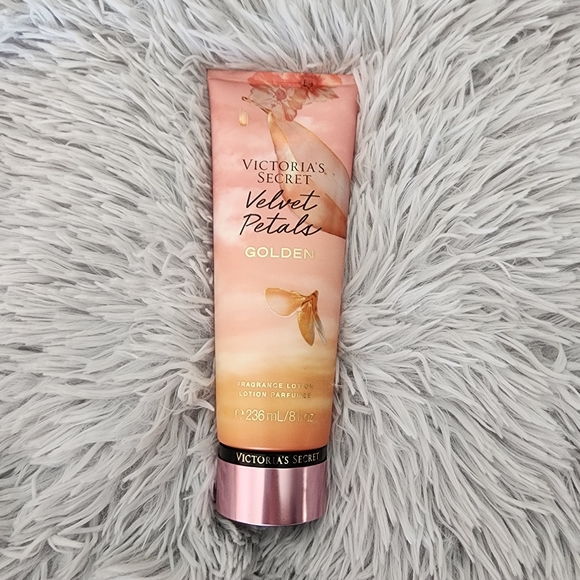 VICTORIA'S
SECRET
Velvet
Petals
GOLDEN
FRAGRANCE LOTION
LOTION PARFUMÉE
℮ 236 mL/8 fl oz
VICTORIA'S SECRET